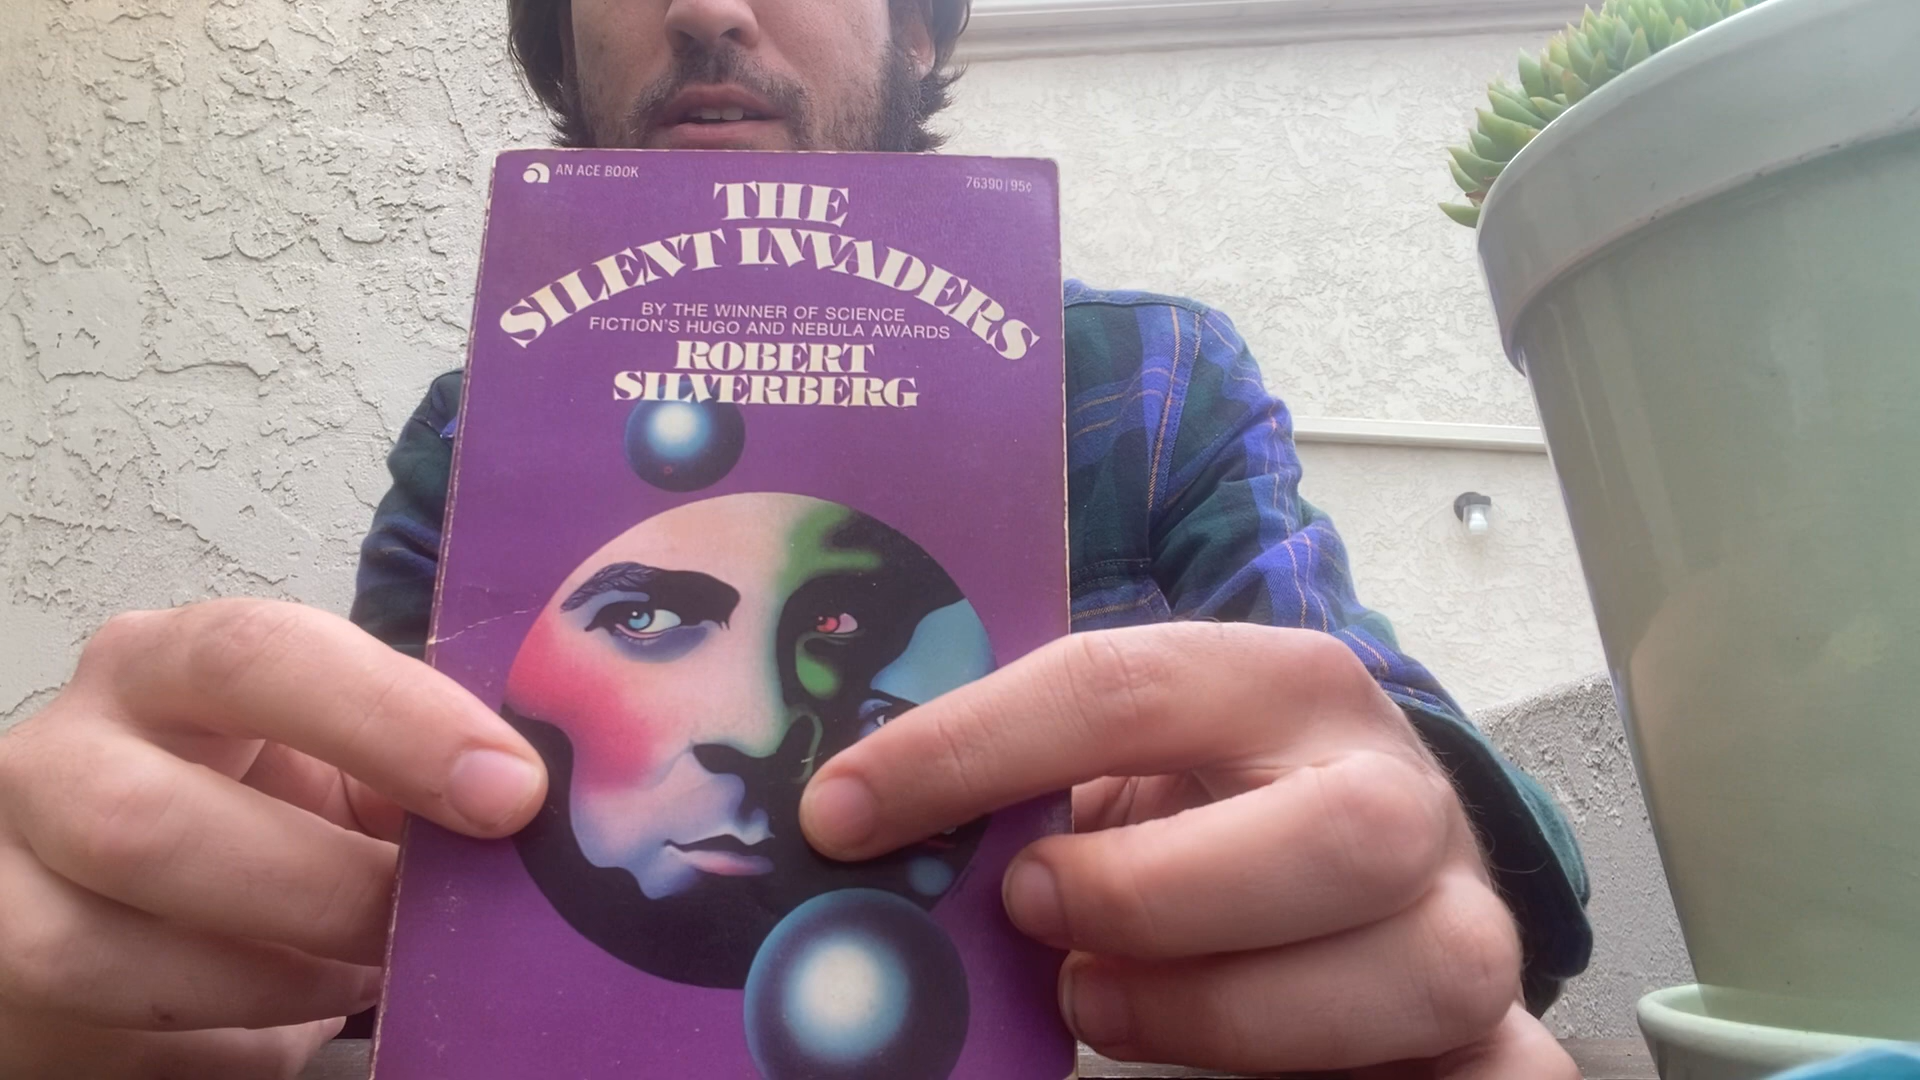 AN ACE BOOK
76390|95¢
THE
SILENT INVADERS
BY THE WINNER OF SCIENCE
FICTION'S HUGO AND NEBULA AWARDS
ROBERT
SILVERBERG